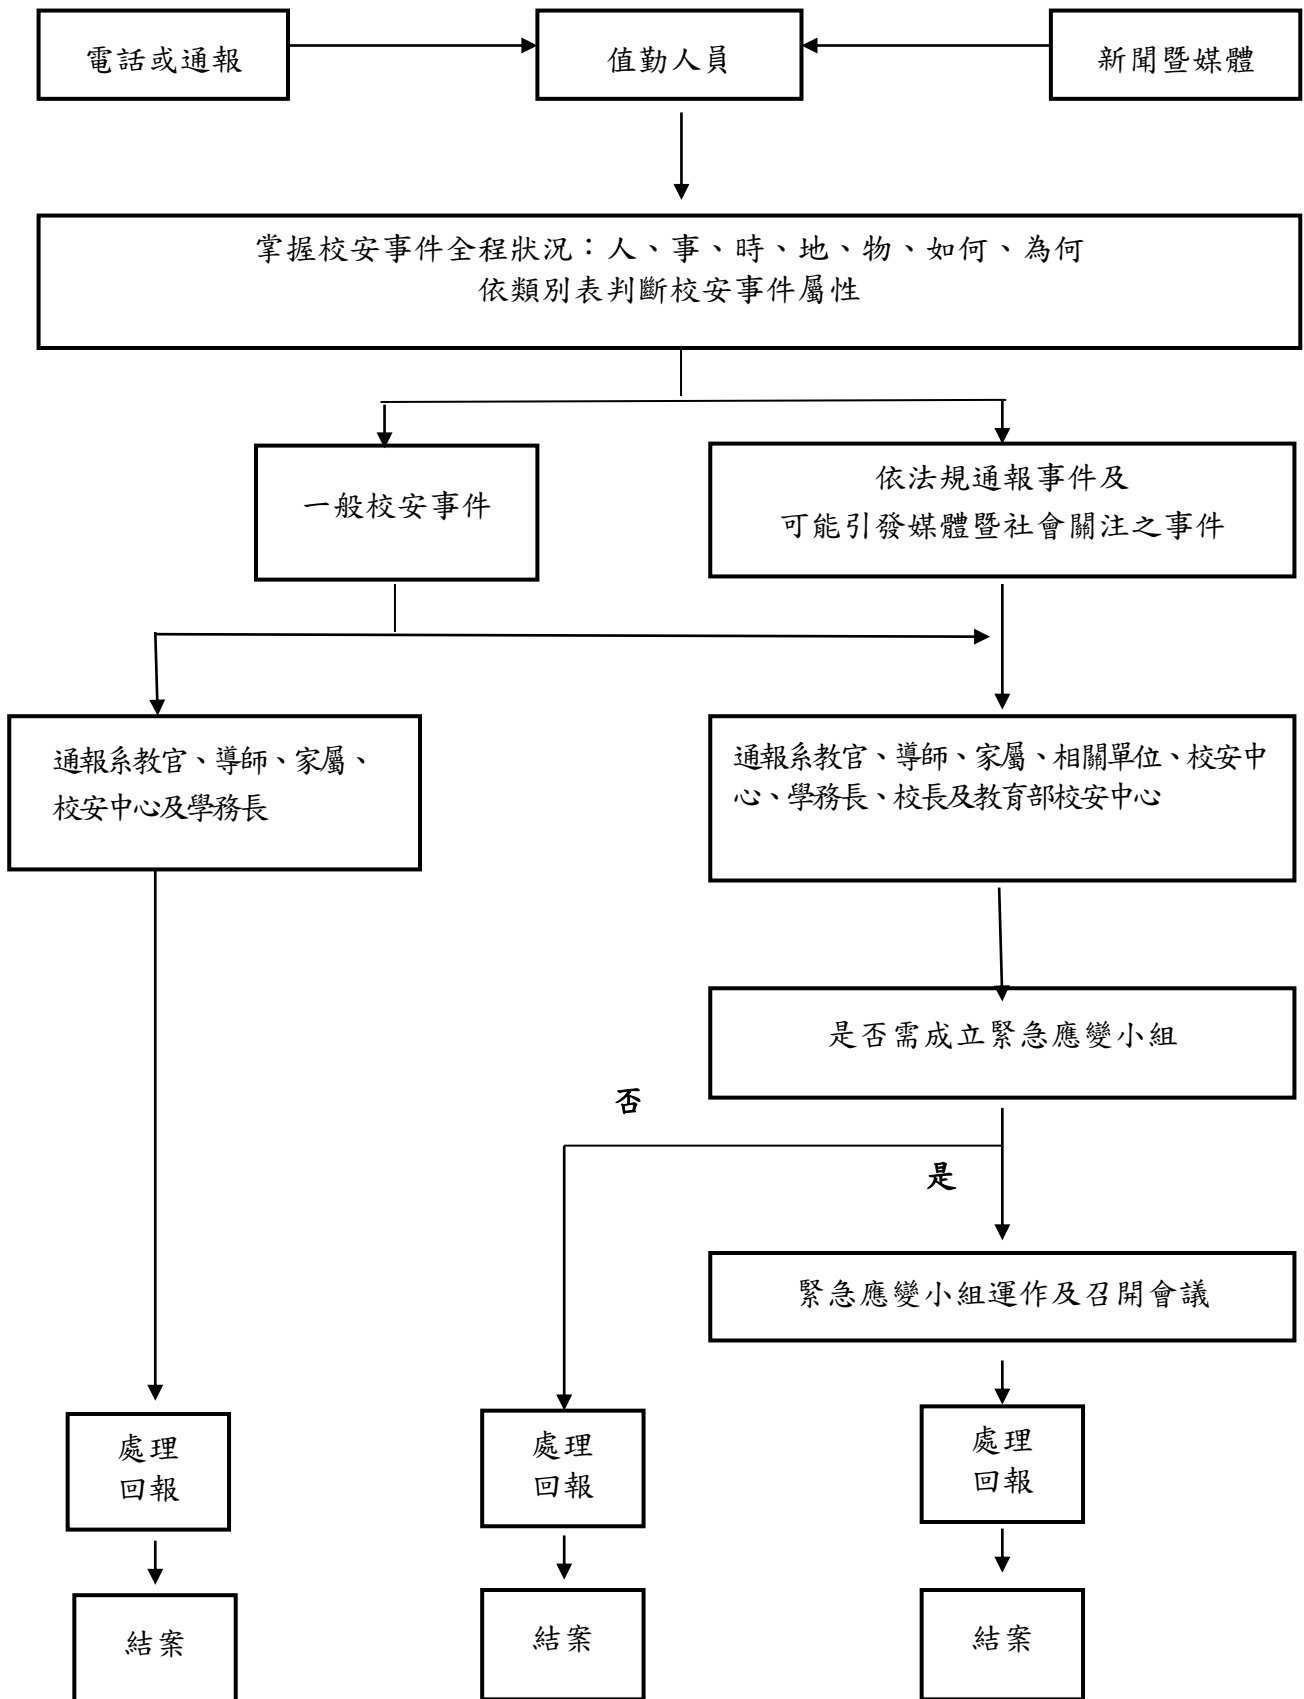 電話或通報
值勤人員
新聞暨媒體
掌握校安事件全程狀況：人、事、時、地、物、如何、為何
依類別表判斷校安事件屬性
一般校安事件
依法規通報事件及
可能引發媒體暨社會關注之事件
通報系教官、導師、家屬、
校安中心及學務長
通報系教官、導師、家屬、相關單位、校安中
心、學務長、校長及教育部校安中心
是否需成立緊急應變小組
否
是
緊急應變小組運作及召開會議
處理
回報
處理
回報
處理
回報
結案
結案
結案